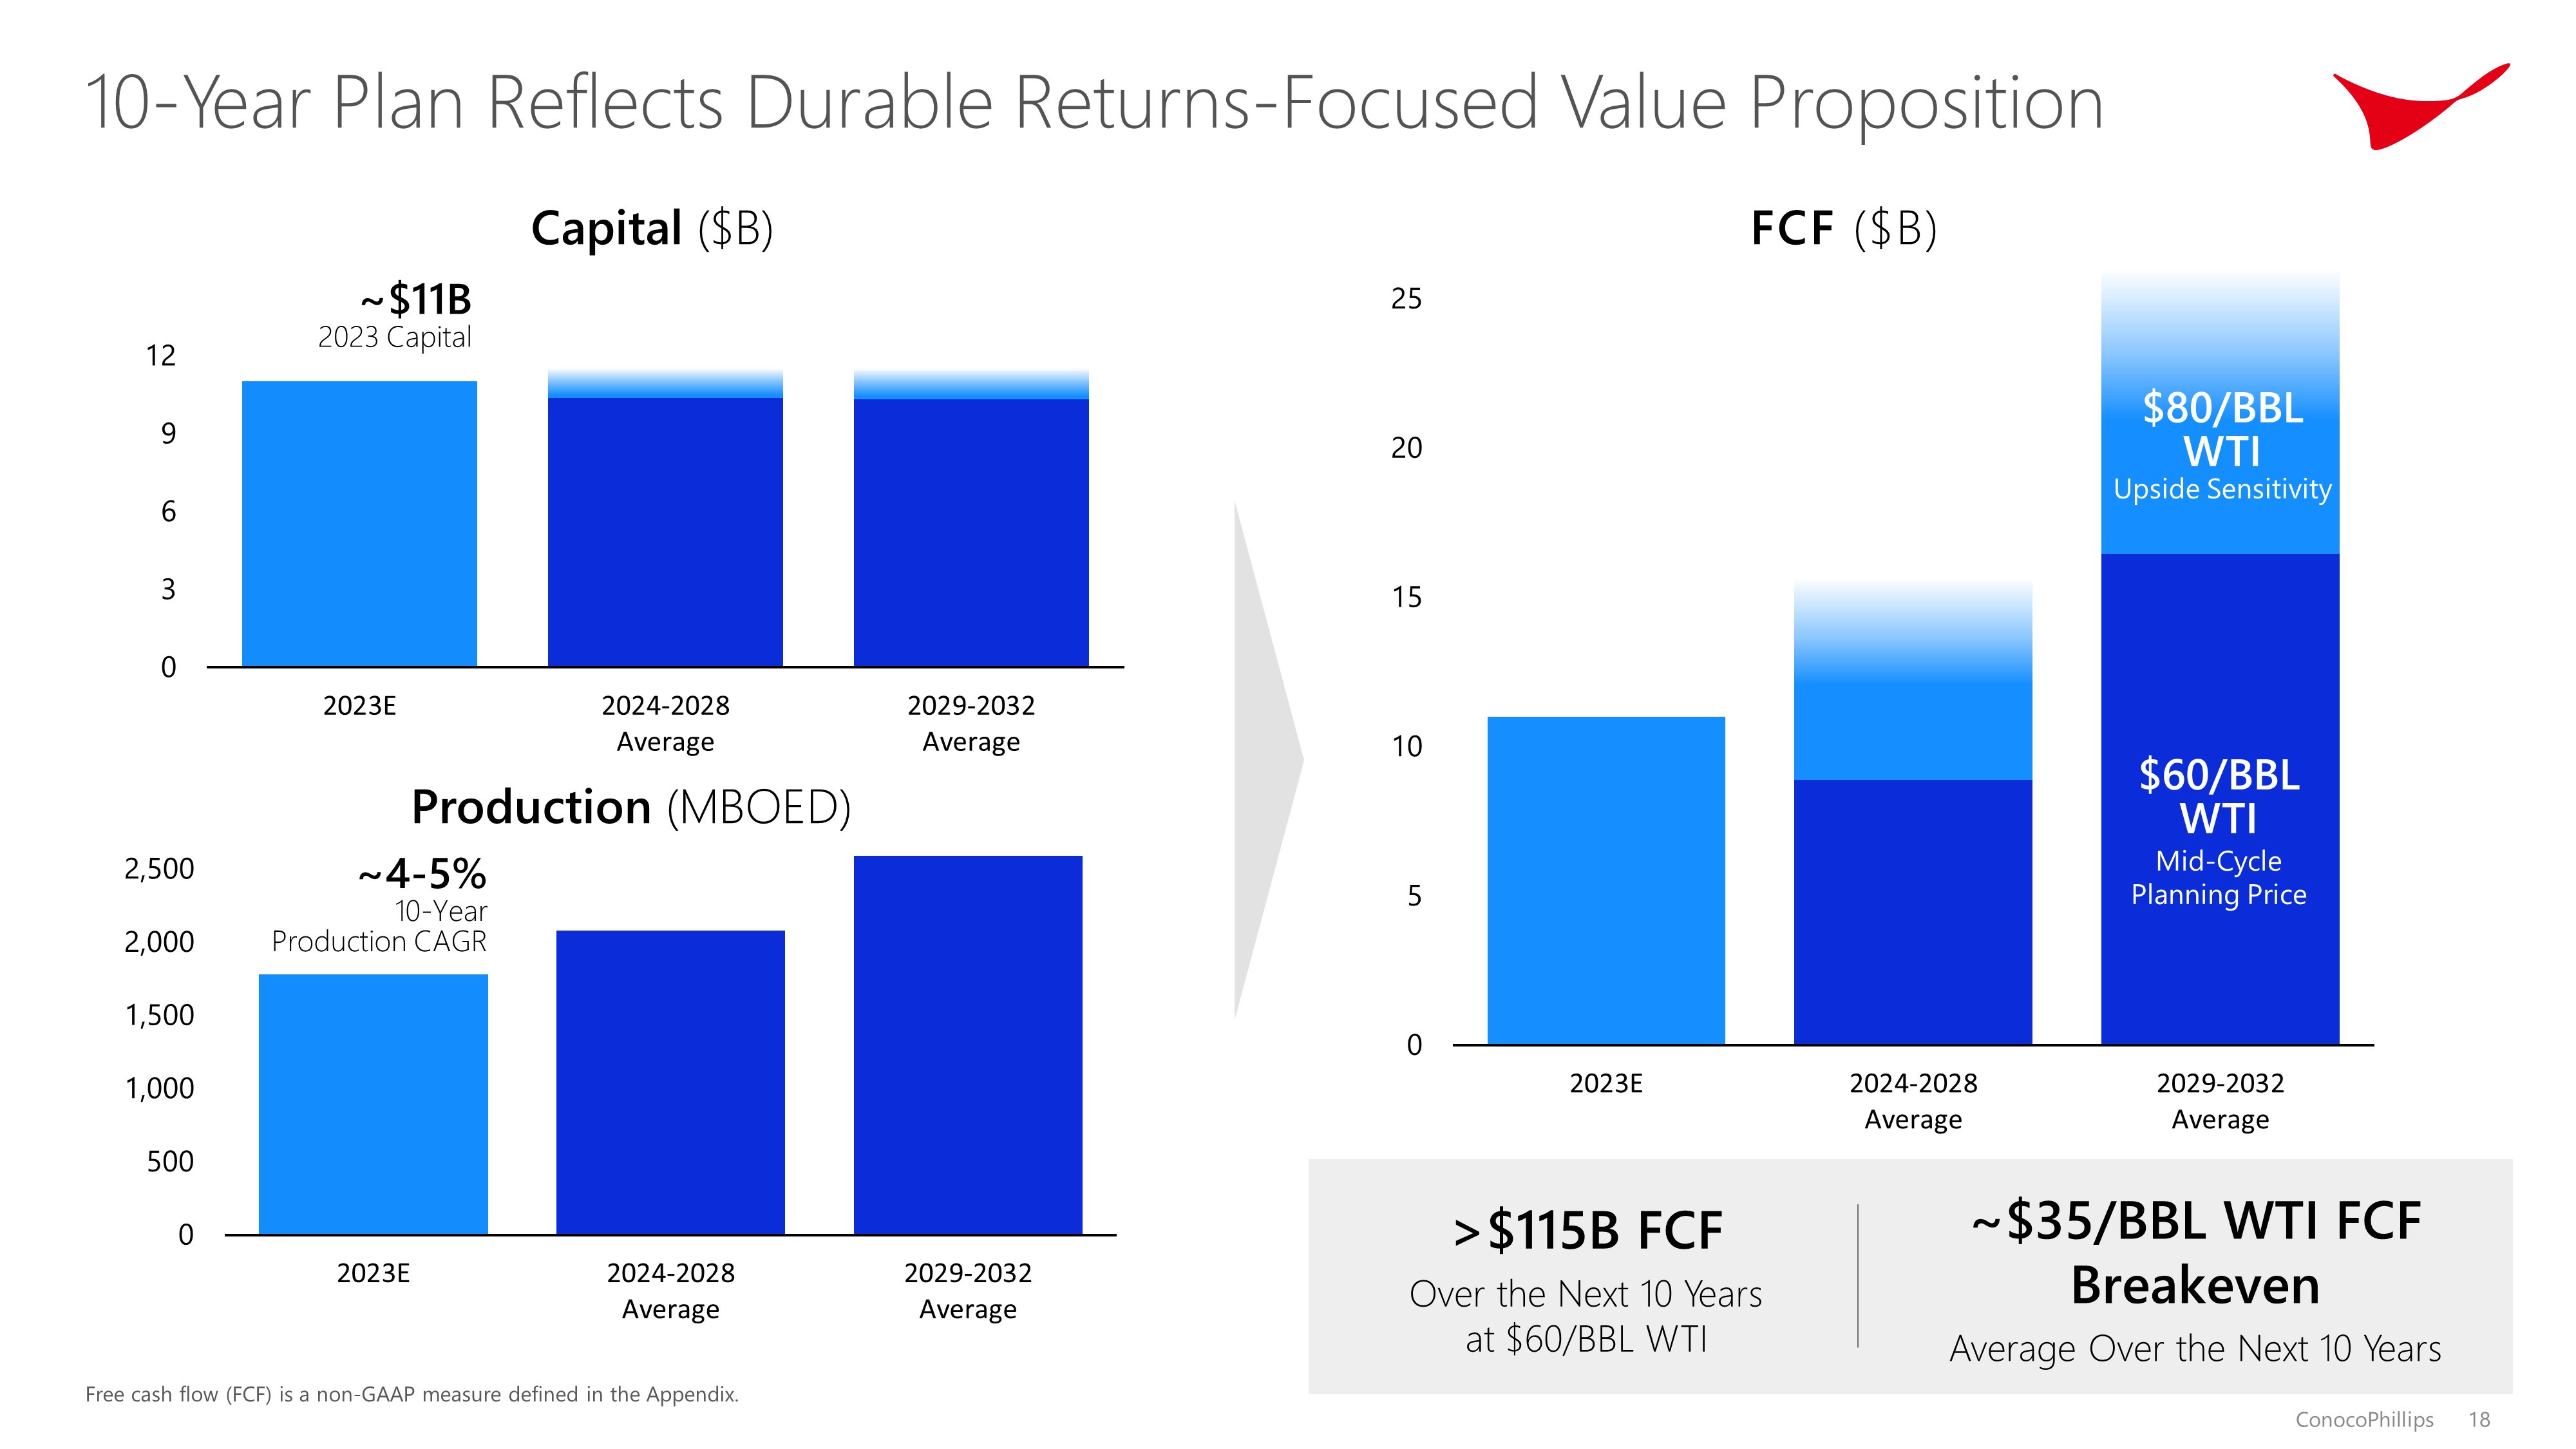 10-Year Plan Reflects Durable Returns-Focused Value Proposition
Capital ($B)
~$11B
2023 Capital
12
9
6
3
0
2023E
2024-2028
Average
2029-2032
Average
Production (MBOED)
~4-5%
10-Year
Production CAGR
2,500
2,000
1,500
1,000
500
0
2023E
2024-2028
Average
2029-2032
Average
FCF ($B)
25
20
15
10
5
0
$80/BBL
WTI
Upside Sensitivity
$60/BBL
WTI
Mid-Cycle
Planning Price
2023E
2024-2028
Average
2029-2032
Average
>$115B FCF
Over the Next 10 Years
at $60/BBL WTI
~$35/BBL WTI FCF
Breakeven
Average Over the Next 10 Years
Free cash flow (FCF) is a non-GAAP measure defined in the Appendix.
ConocoPhillips 18